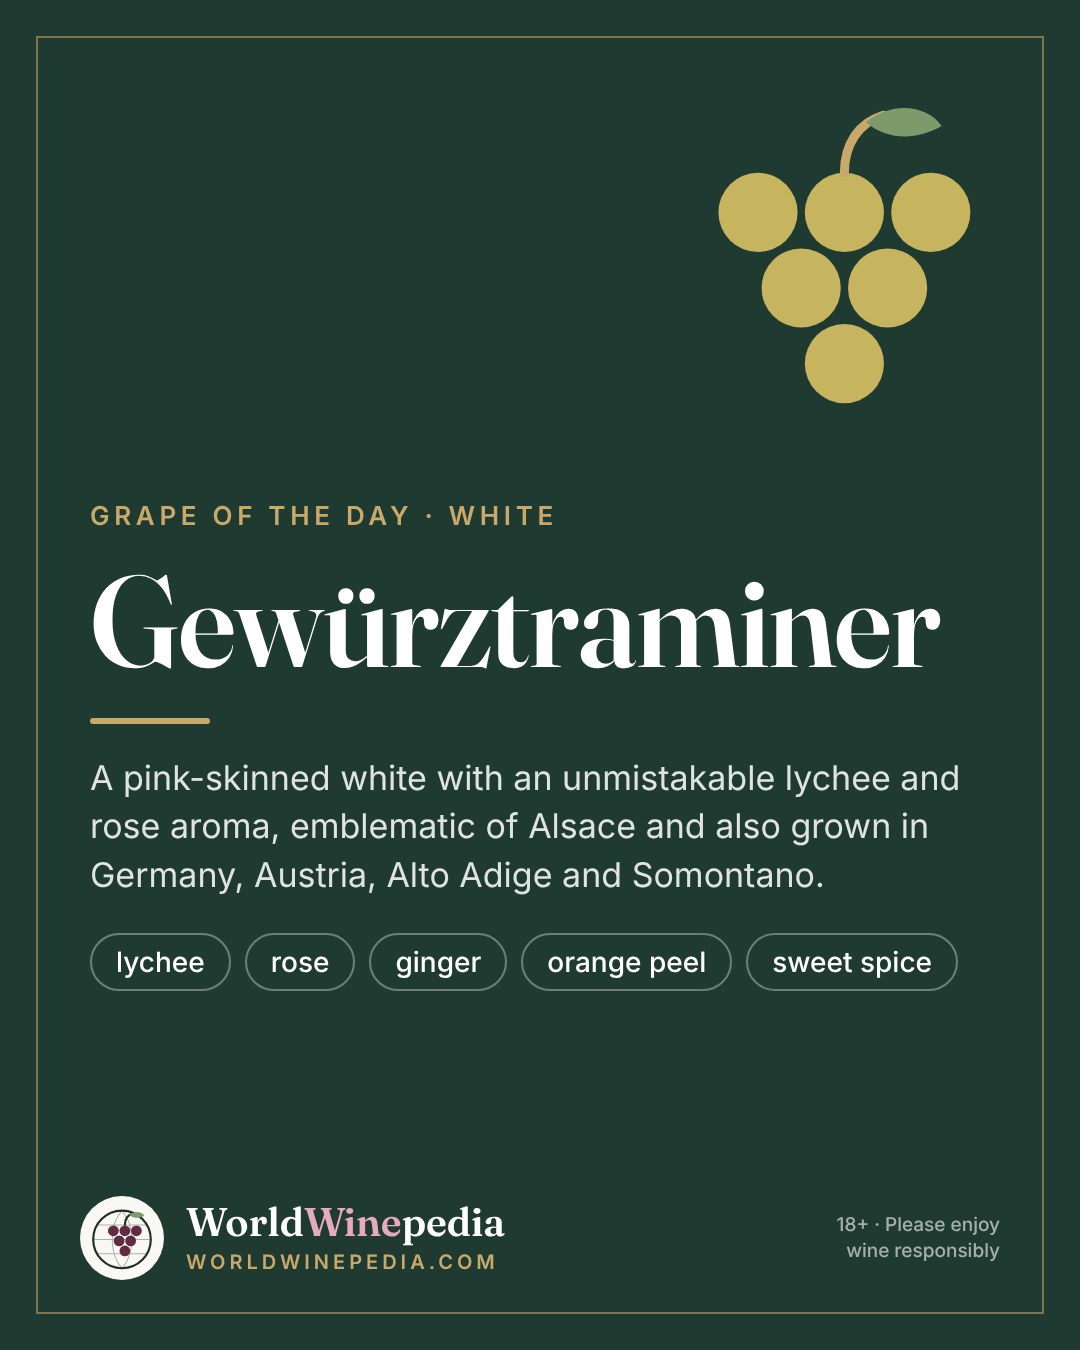 GRAPE OF THE DAY · WHITE
Gewürztraminer
A pink-skinned white with an unmistakable lychee and
rose aroma, emblematic of Alsace and also grown in
Germany, Austria, Alto Adige and Somontano.
lychee rose ginger orange peel sweet spice
WorldWinepedia
WORLDWINEPEDIA.COM
18+ · Please enjoy
wine responsibly